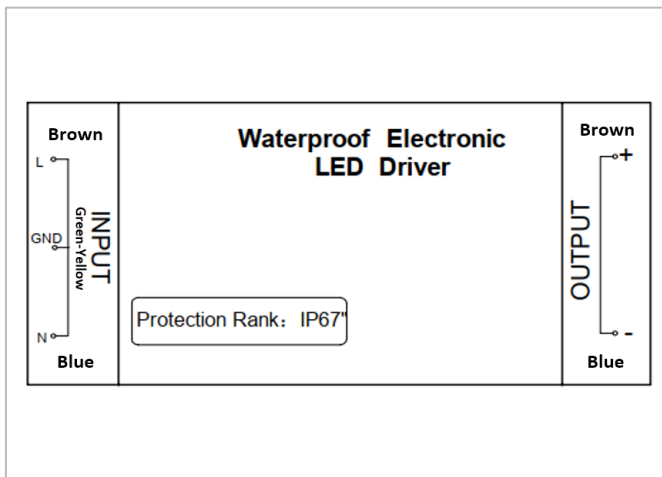 Brown
L
GND
N
INPUT
Green-Yellow
Blue
Waterproof Electronic
LED Driver
Protection Rank：IP67"
Brown
+
OUTPUT
-
Blue